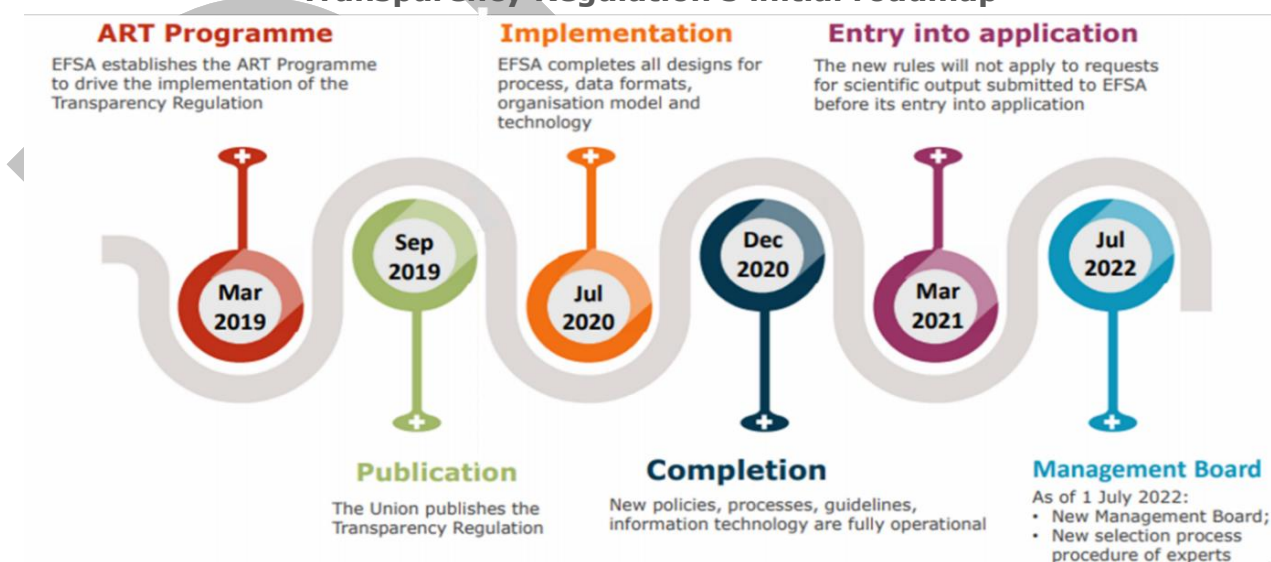 Transparency Regulation's initial roadmap
ART Programme
EFSA establishes the ART Programme
to drive the implementation of the
Transparency Regulation
Implementation
EFSA completes all designs for
process, data formats,
organisation model and
technology
Entry into application
The new rules will not apply to requests
for scientific output submitted to EFSA
before its entry into application
Mar
2019
Sep
2019
Jul
2020
Dec
2020
Mar
2021
Jul
2022
Publication
The Union publishes the
Transparency Regulation
Completion
New policies, processes, guidelines,
information technology are fully operational
Management Board
As of 1 July 2022:
• New Management Board;
• New selection process
procedure of experts